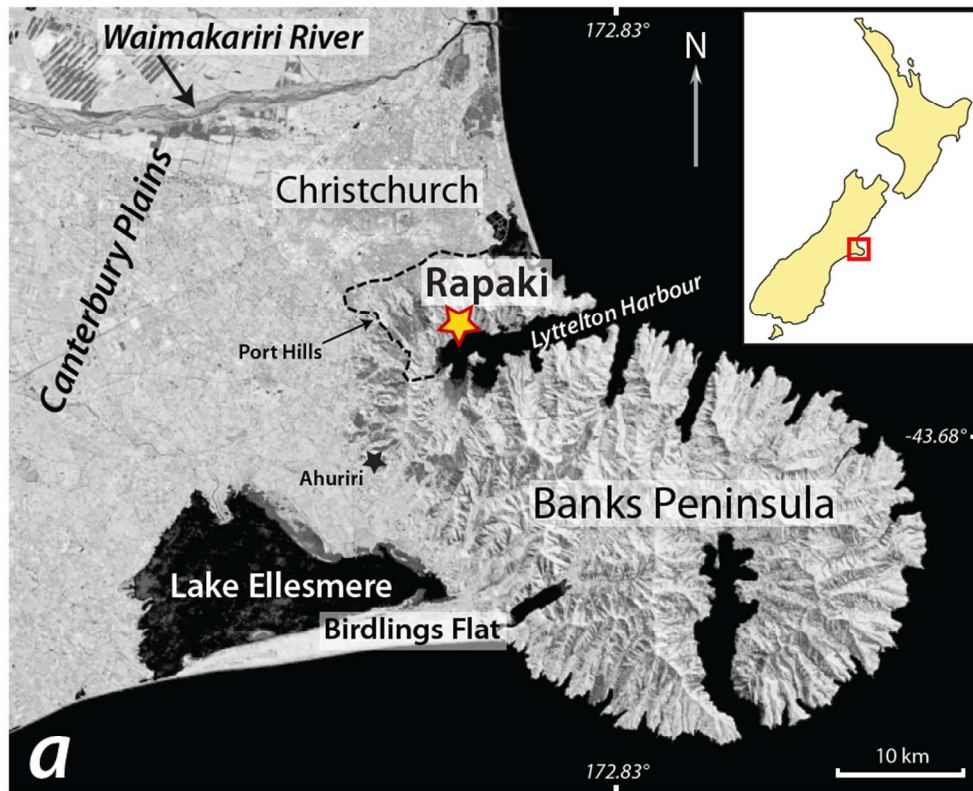 172.83°
Waimakariri River
N
Canterbury Plains
Christchurch
Rapaki
Lyttelton Harbour
Port Hills
-43.68°
Ahuriri
Banks Peninsula
Lake Ellesmere
Birdlings Flat
a
172.83°
10 km